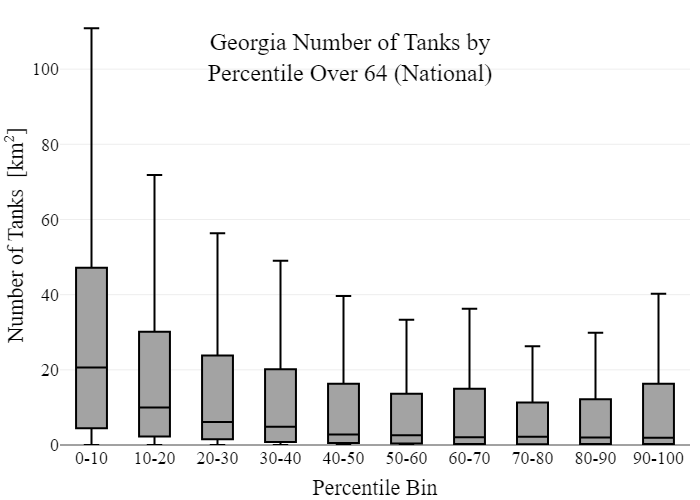 Georgia Number of Tanks by
Percentile Over 64 (National)
Number of Tanks [km²]
100
80
60
40
20
0
0-10 10-20 20-30 30-40 40-50 50-60 60-70 70-80 80-90 90-100
Percentile Bin